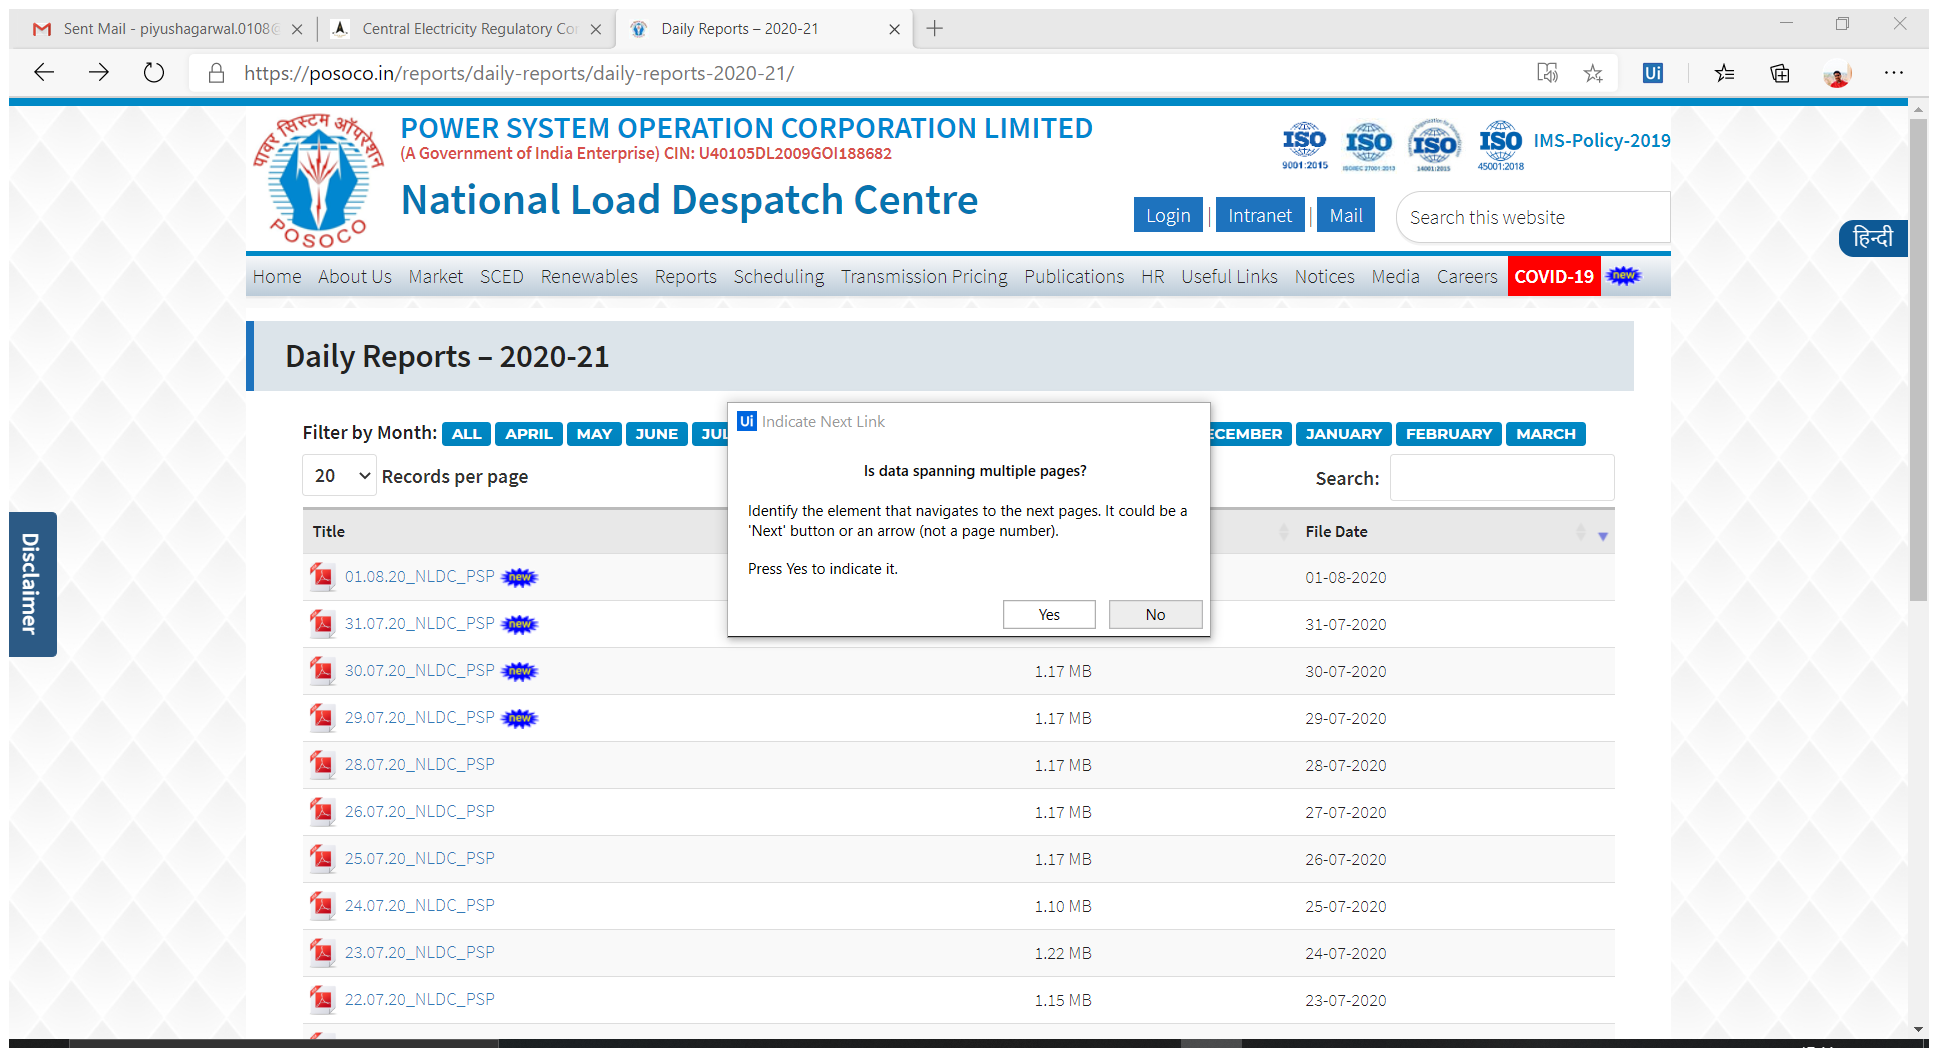 Sent Mail - piyushagarwal.0108@
Central Electricity Regulatory Co
Daily Reports – 2020-21
https://posoco.in/reports/daily-reports/daily-reports-2020-21/
Ui
पावर सिस्टम ऑपरेशन
POSOCO
POWER SYSTEM OPERATION CORPORATION LIMITED
(A Government of India Enterprise) CIN: U40105DL2009GOI188682
National Load Despatch Centre
ISO ISO ISO ISO
9001:2015 ISO/IEC 27001:2013 14001:2015 45001:2018
IMS-Policy-2019
Login | Intranet | Mail
Search this website
हिन्दी
Home About Us Market SCED Renewables Reports Scheduling Transmission Pricing Publications HR Useful Links Notices Media Careers COVID-19 new
Daily Reports – 2020-21
Filter by Month: ALL APRIL MAY JUNE JUL ECEMBER JANUARY FEBRUARY MARCH
20 Records per page
Search:
Ui Indicate Next Link
Is data spanning multiple pages?
Identify the element that navigates to the next pages. It could be a
'Next' button or an arrow (not a page number).
Press Yes to indicate it.
Yes No
Disclaimer
Title File Date
01.08.20_NLDC_PSP new 01-08-2020
31.07.20_NLDC_PSP new 31-07-2020
30.07.20_NLDC_PSP new 1.17 MB 30-07-2020
29.07.20_NLDC_PSP new 1.17 MB 29-07-2020
28.07.20_NLDC_PSP 1.17 MB 28-07-2020
26.07.20_NLDC_PSP 1.17 MB 27-07-2020
25.07.20_NLDC_PSP 1.17 MB 26-07-2020
24.07.20_NLDC_PSP 1.10 MB 25-07-2020
23.07.20_NLDC_PSP 1.22 MB 24-07-2020
22.07.20_NLDC_PSP 1.15 MB 23-07-2020